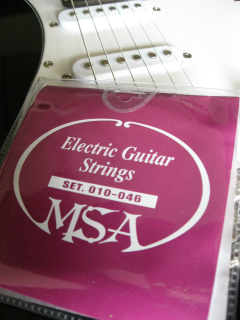 Electric Guitar
Strings
SET. 010-046
MSA